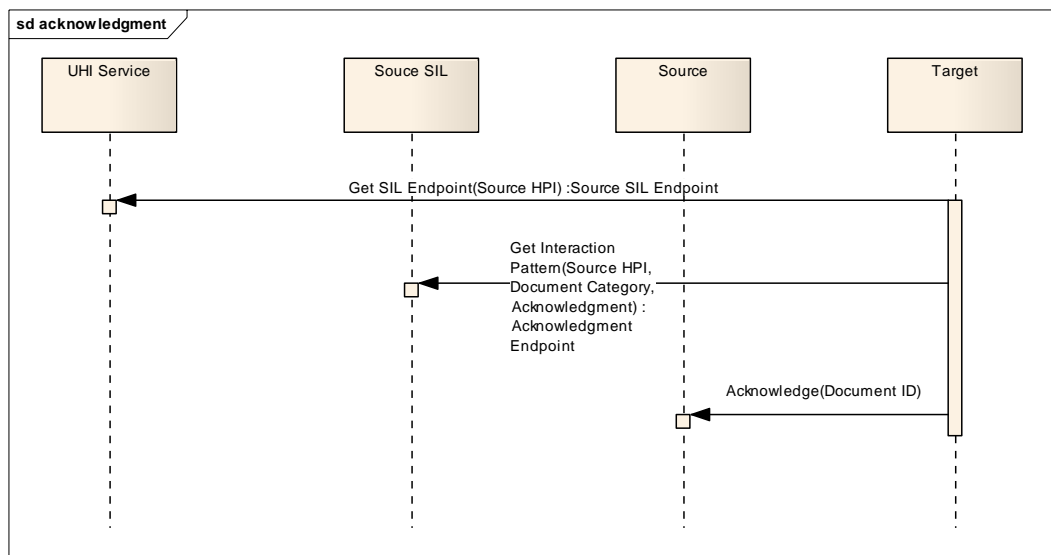 sd acknowledgment
UHI Service
Souce SIL
Source
Target
Get SIL Endpoint(Source HPI) :Source SIL Endpoint
Get Interaction
Pattern(Source HPI,
Document Category,
Acknowledgment) :
Acknowledgment
Endpoint
Acknowledge(Document ID)